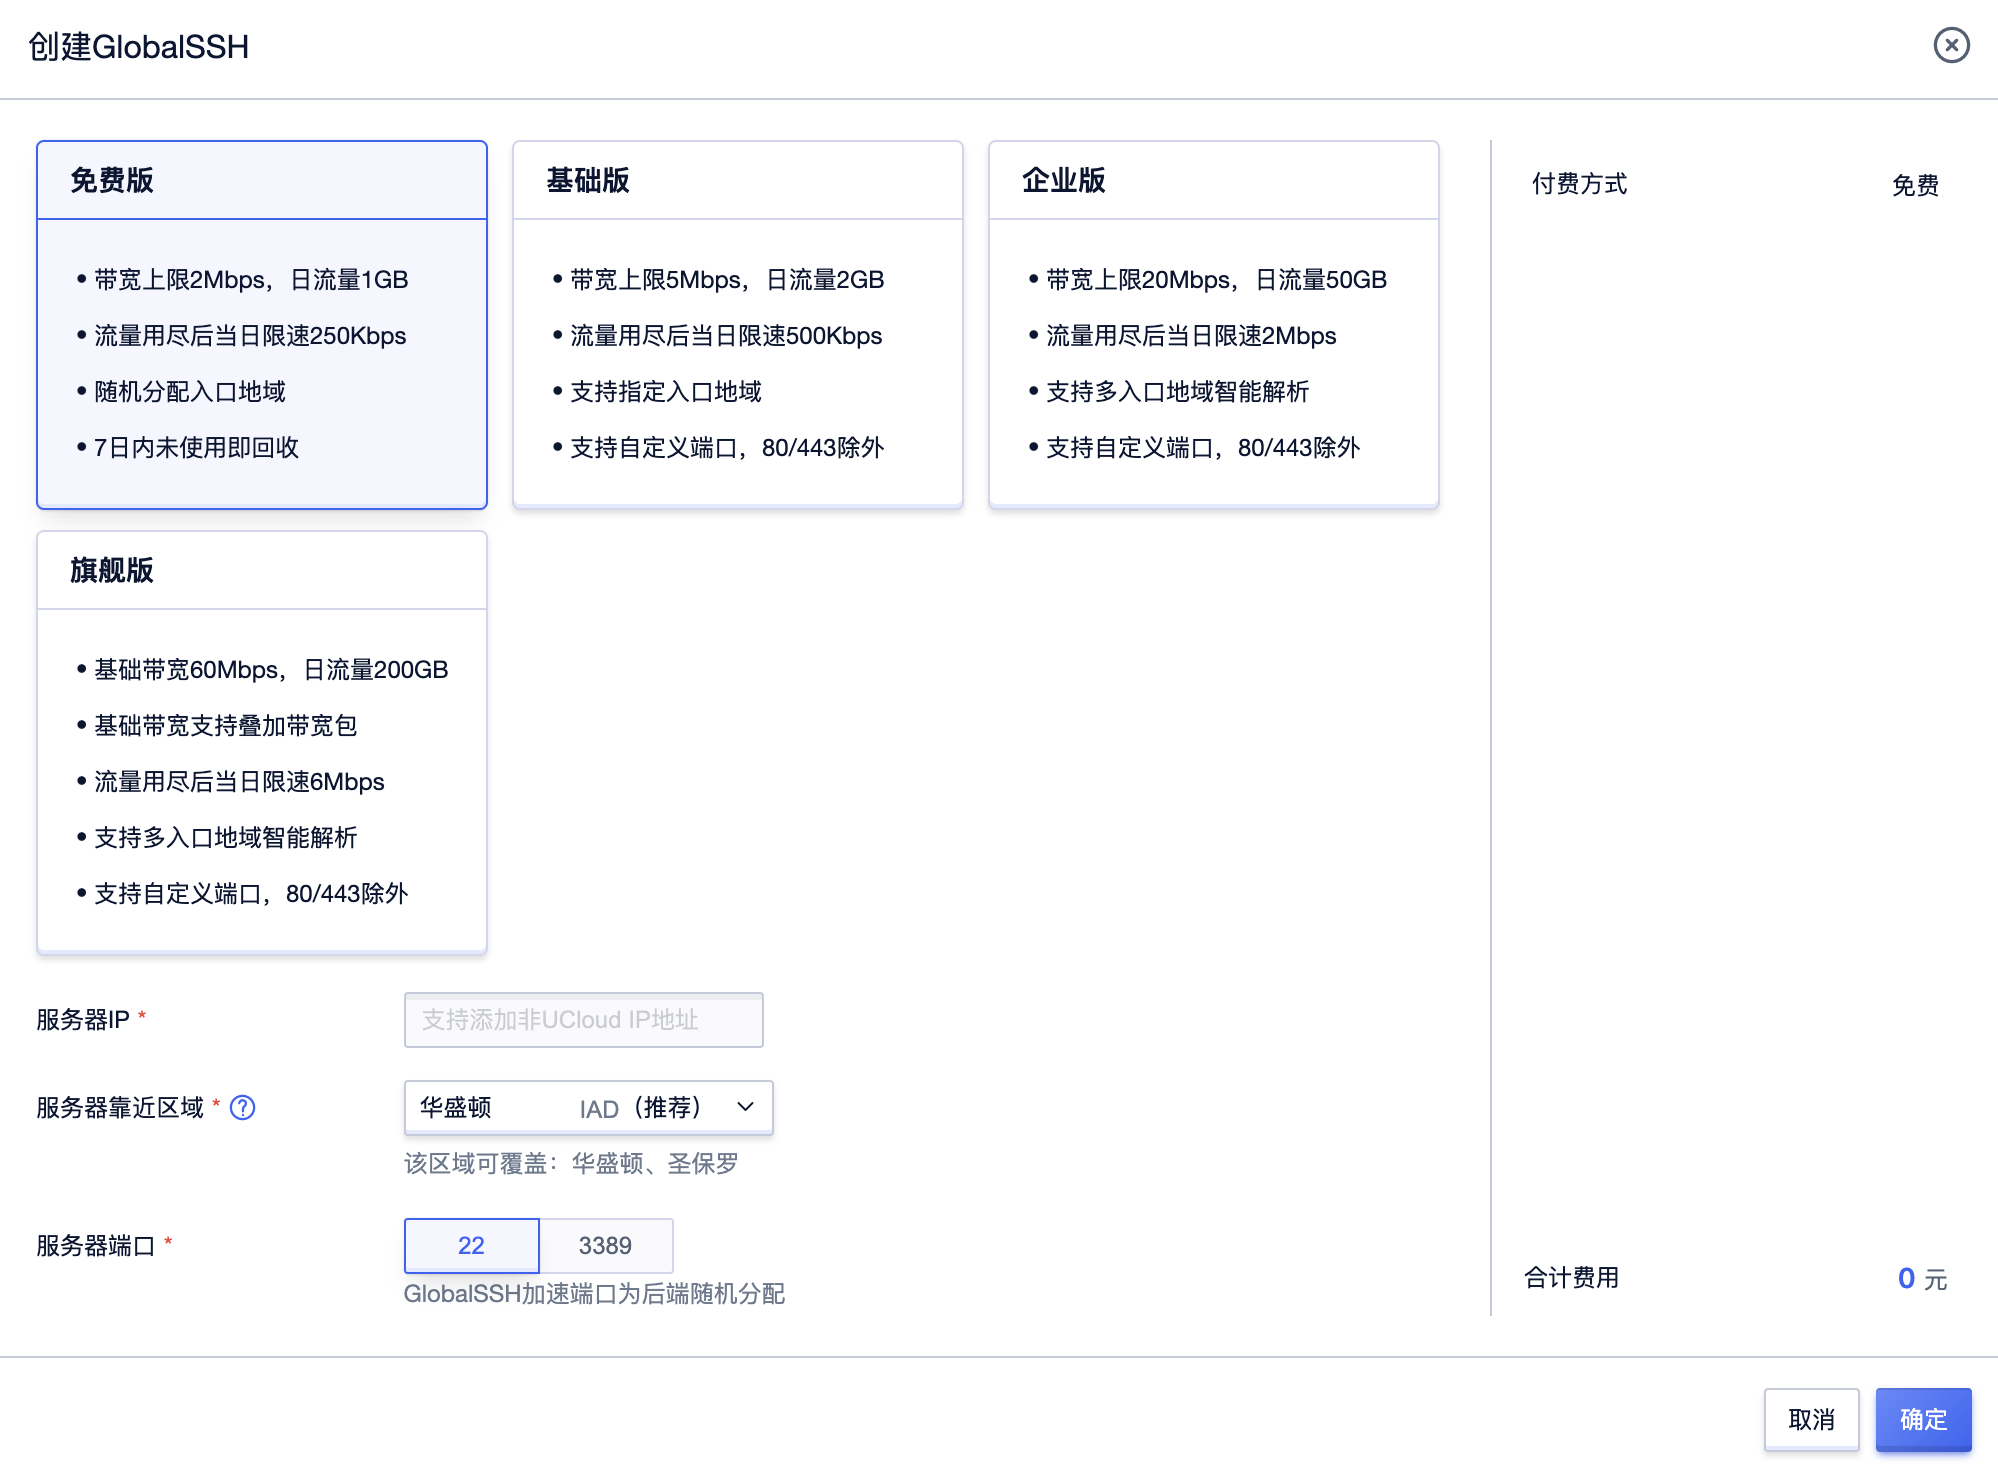 创建GlobalSSH
免费版
• 带宽上限2Mbps，日流量1GB
• 流量用尽后当日限速250Kbps
• 随机分配入口地域
• 7日内未使用即回收
基础版
• 带宽上限5Mbps，日流量2GB
• 流量用尽后当日限速500Kbps
• 支持指定入口地域
• 支持自定义端口，80/443除外
企业版
• 带宽上限20Mbps，日流量50GB
• 流量用尽后当日限速2Mbps
• 支持多入口地域智能解析
• 支持自定义端口，80/443除外
旗舰版
• 基础带宽60Mbps，日流量200GB
• 基础带宽支持叠加带宽包
• 流量用尽后当日限速6Mbps
• 支持多入口地域智能解析
• 支持自定义端口，80/443除外
服务器IP *
支持添加非UCloud IP地址
服务器靠近区域 *
华盛顿 IAD（推荐）
该区域可覆盖：华盛顿、圣保罗
服务器端口 *
22 3389
GlobalSSH加速端口为后端随机分配
付费方式 免费
合计费用 0 元
取消 确定